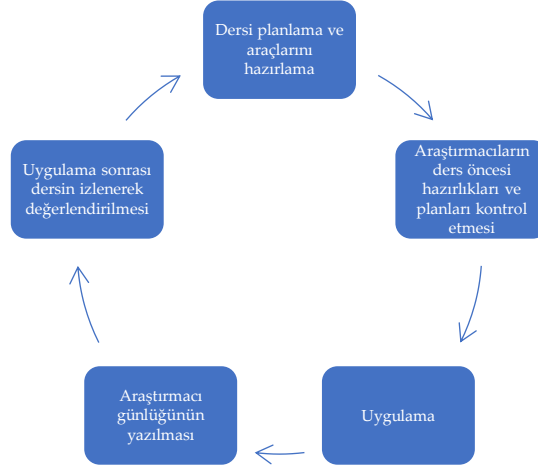 Dersi planlama ve
araçlarını
hazırlama
Araştırmacıların
ders öncesi
hazırlıkları ve
planları kontrol
etmesi
Uygulama
Araştırmacı
günlüğünün
yazılması
Uygulama sonrası
dersin izlenerek
değerlendirilmesi